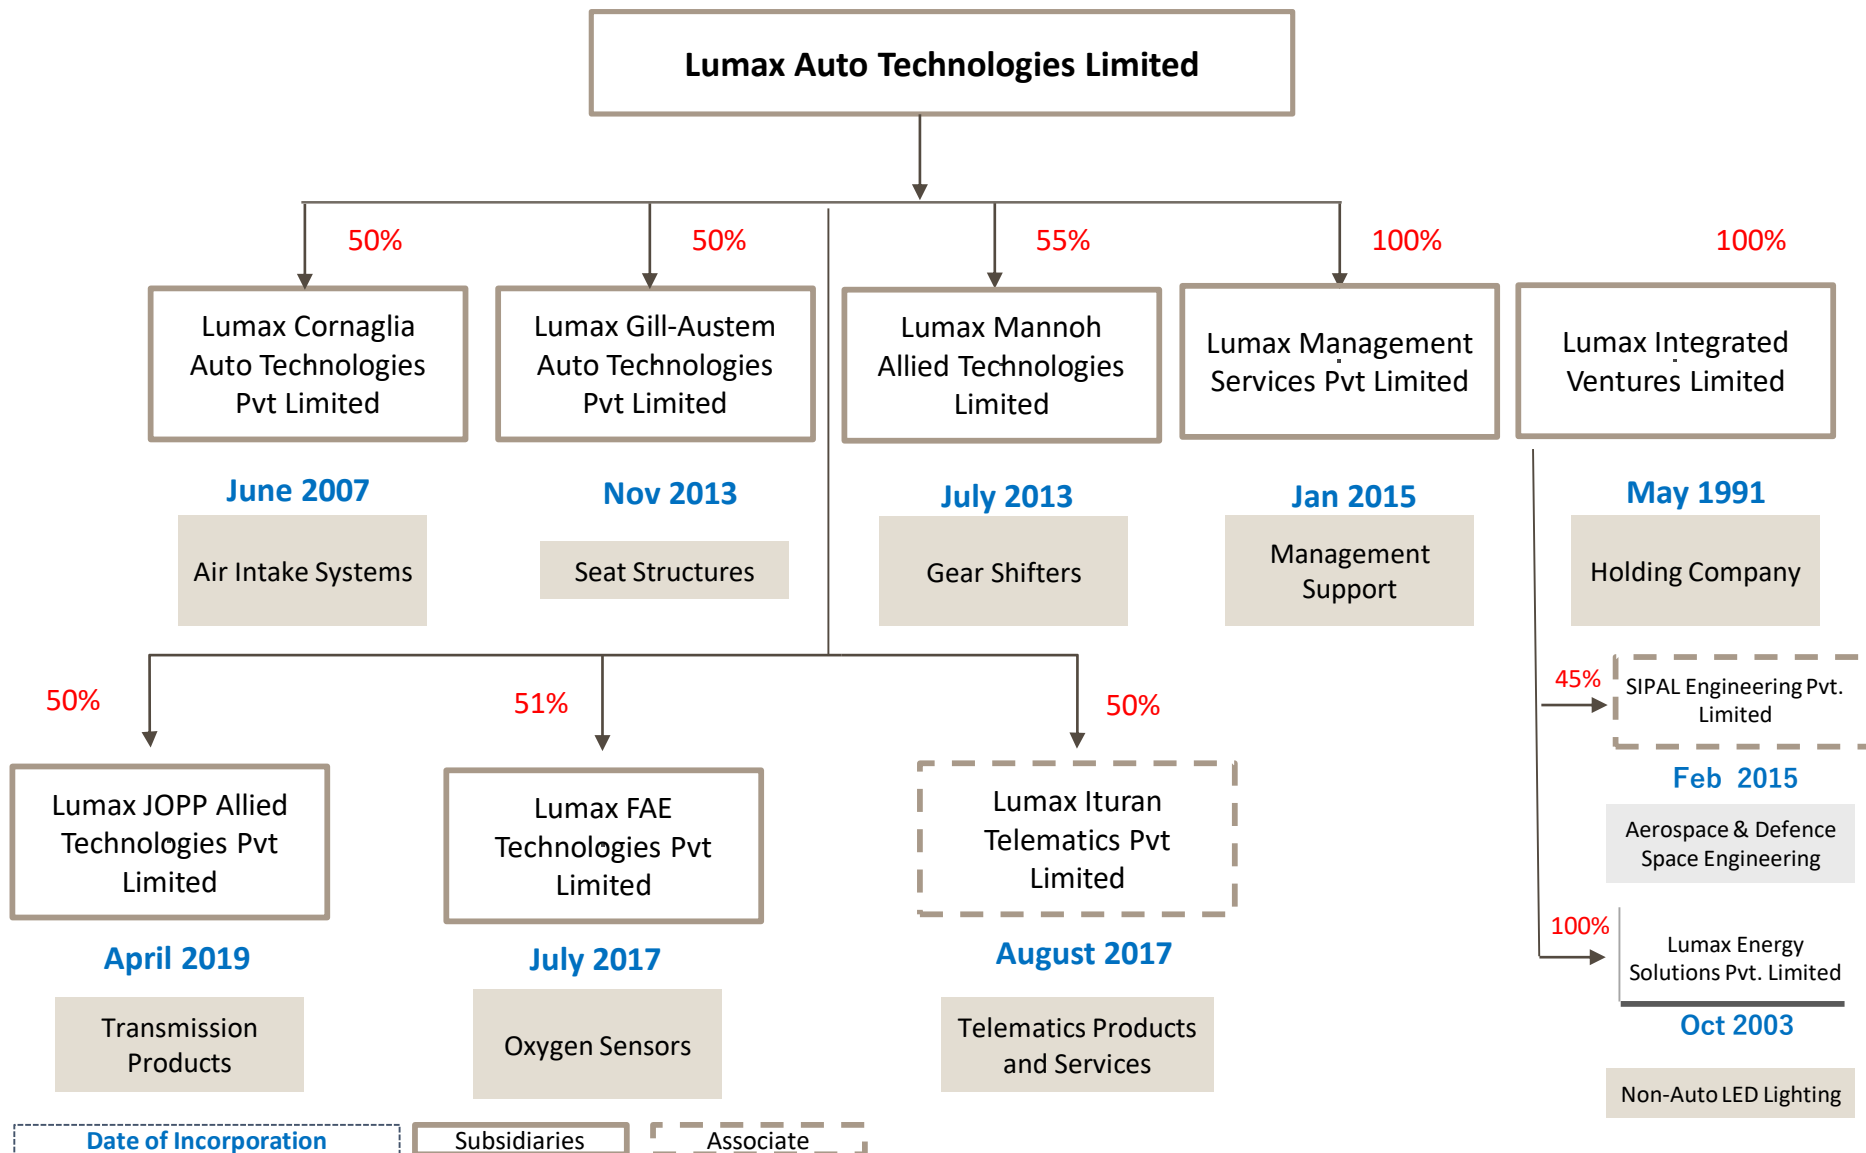 Lumax Auto Technologies Limited
50%
50%
55%
100%
100%
Lumax Cornaglia
Auto Technologies
Pvt Limited
Lumax Gill-Austem
Auto Technologies
Pvt Limited
Lumax Mannoh
Allied Technologies
Limited
Lumax Management
Services Pvt Limited
Lumax Integrated
Ventures Limited
June 2007
Nov 2013
July 2013
Jan 2015
May 1991
Air Intake Systems
Seat Structures
Gear Shifters
Management
Support
Holding Company
50%
51%
50%
45%
SIPAL Engineering Pvt.
Limited
Feb 2015
Aerospace & Defence
Space Engineering
Lumax JOPP Allied
Technologies Pvt
Limited
Lumax FAE
Technologies Pvt
Limited
Lumax Ituran
Telematics Pvt
Limited
100%
Lumax Energy
Solutions Pvt. Limited
April 2019
July 2017
August 2017
Oct 2003
Transmission
Products
Oxygen Sensors
Telematics Products
and Services
Non-Auto LED Lighting
Date of Incorporation
Subsidiaries
Associate